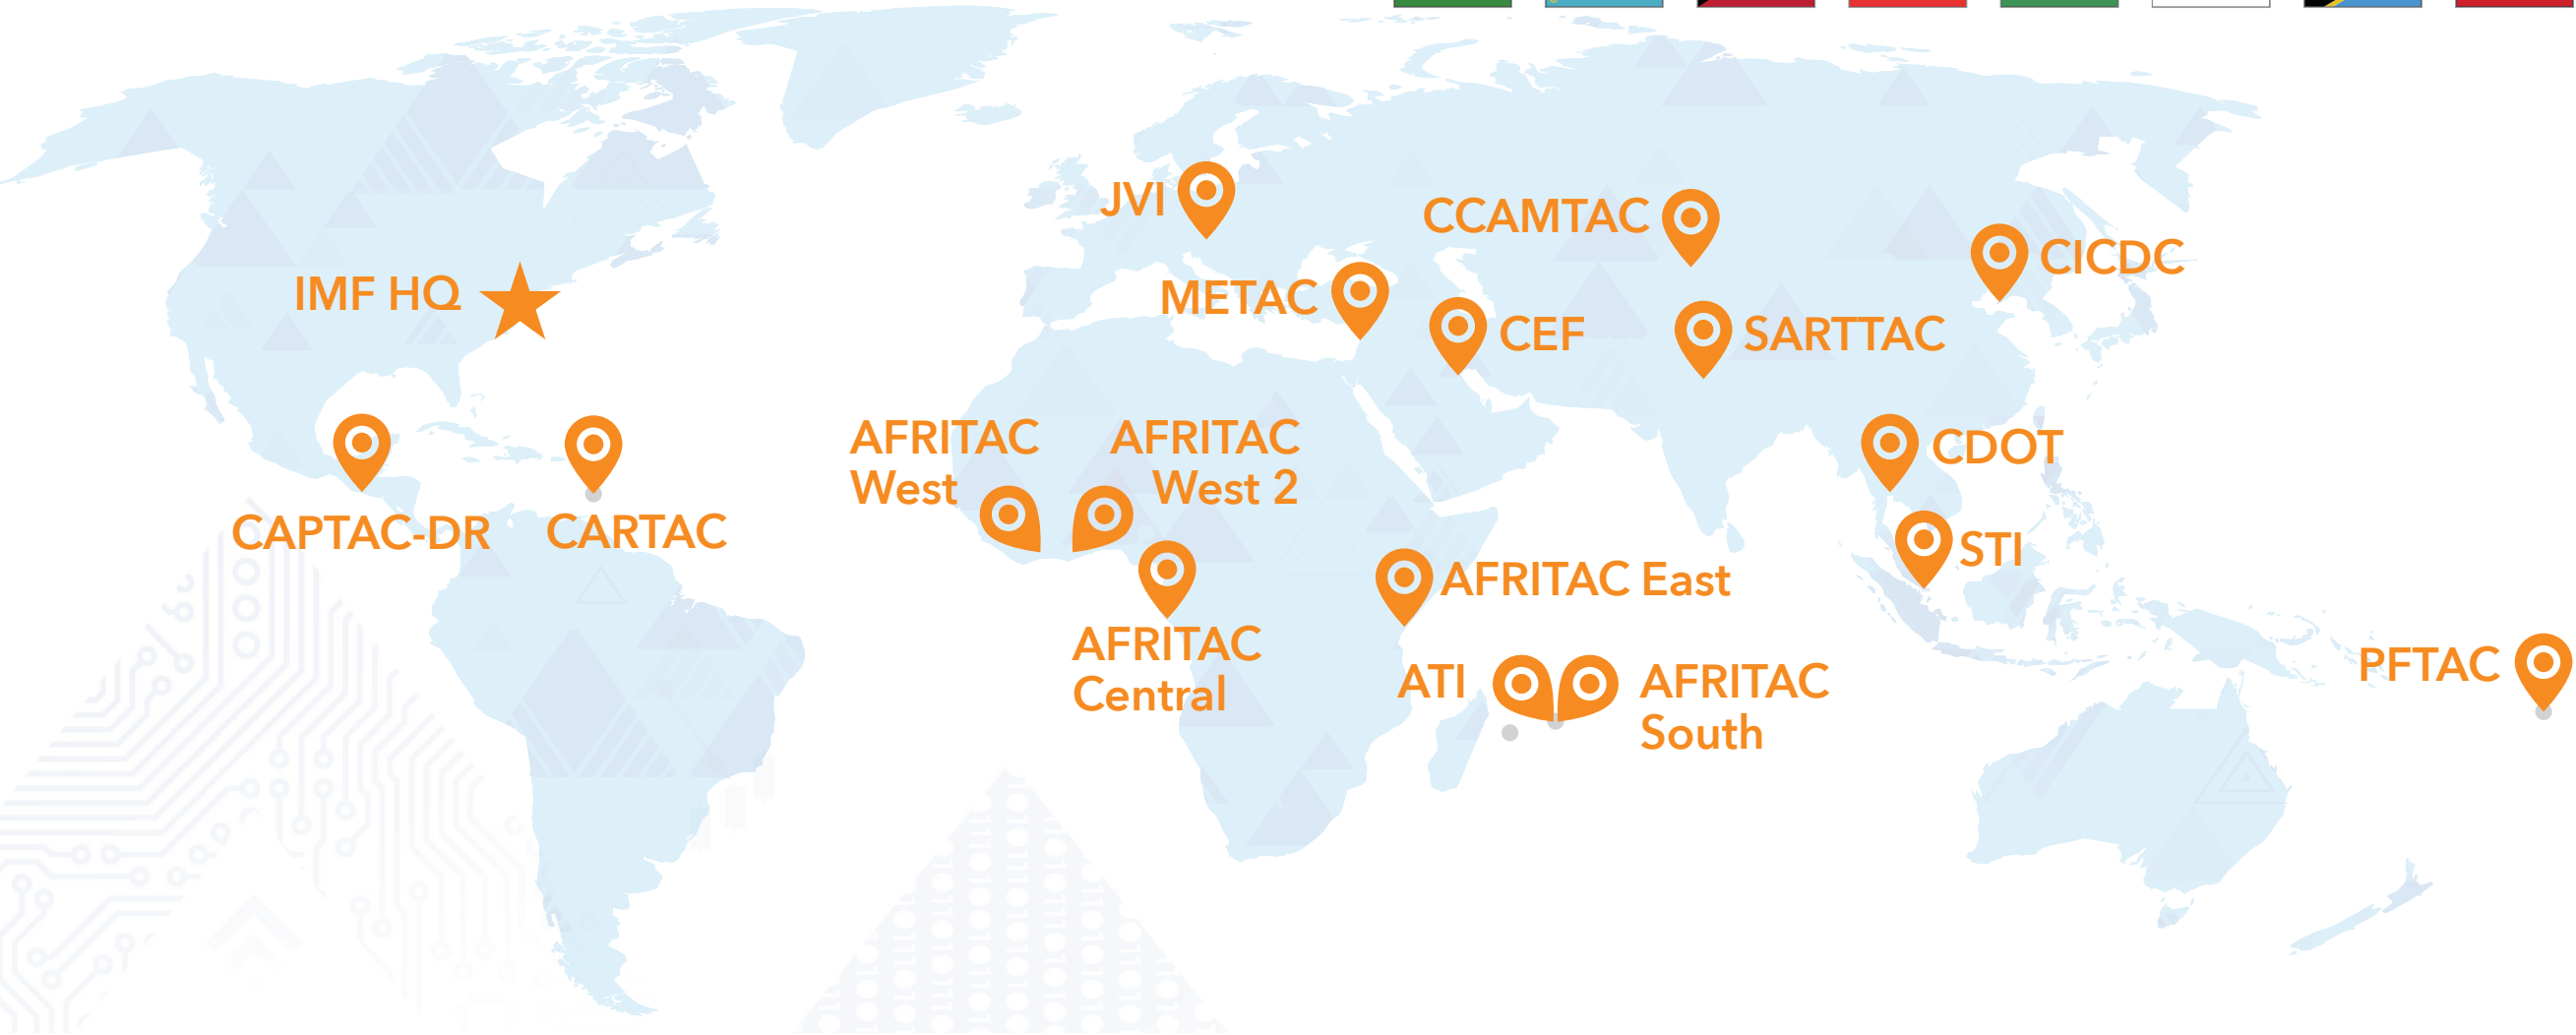 JVI
CCAMTAC
CICDC
IMF HQ
METAC
CEF
SARTTAC
AFRITAC
West
AFRITAC
West 2
CDOT
CAPTAC-DR
CARTAC
STI
AFRITAC East
AFRITAC
Central
ATI
AFRITAC
South
PFTAC